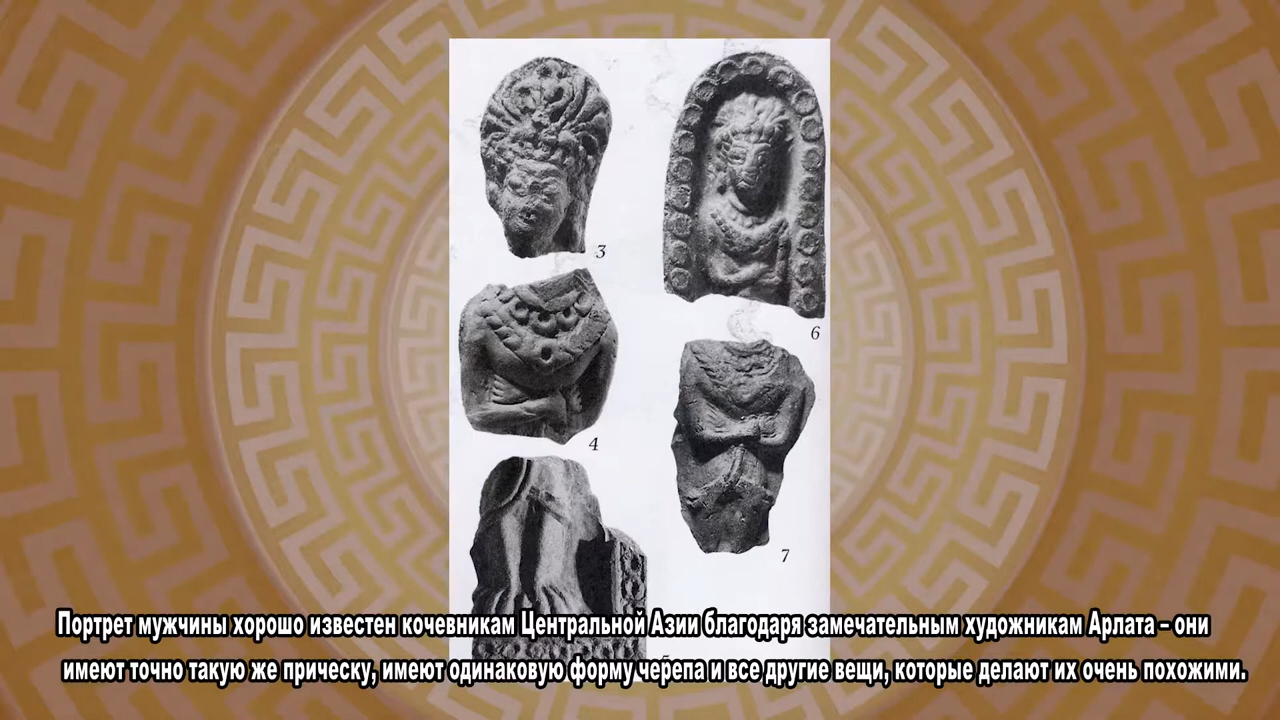 3
6
4
7
Портрет мужчины хорошо известен кочевникам Центральной Азии благодаря замечательным художникам Арлата – они
имеют точно такую же прическу, имеют одинаковую форму черепа и все другие вещи, которые делают их очень похожими.